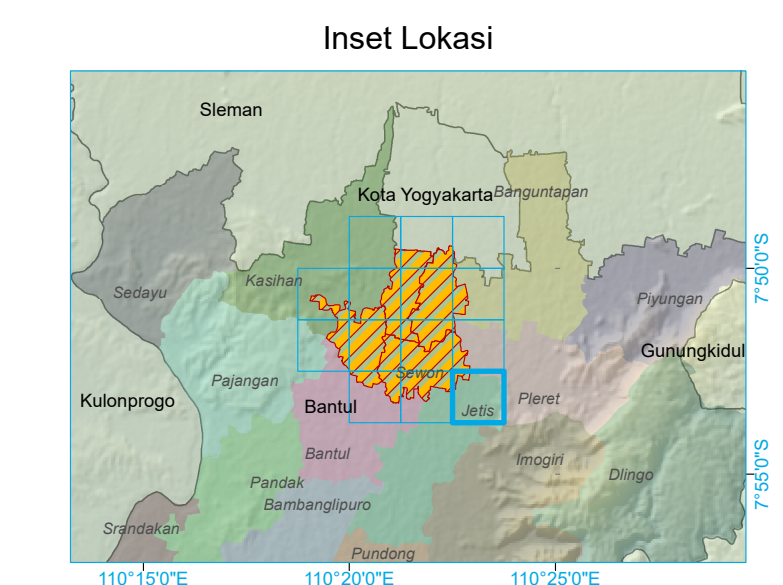 Inset Lokasi
Sleman
Kota Yogyakarta
Banguntapan
7°50'0"S
Kasihan
Sedayu
Piyungan
Gunungkidul
Sewon
Pajangan
Kulonprogo
Bantul
Jetis
Pleret
Bantul
Imogiri
Dlingo
7°55'0"S
Pandak
Bambanglipuro
Srandakan
Pundong
110°15'0"E
110°20'0"E
110°25'0"E